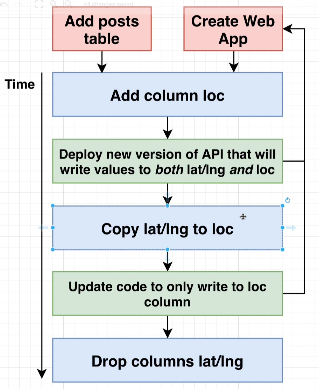 Add posts
table
Create Web
App
Time
Add column loc
Deploy new version of API that will
write values to both lat/lng and loc
Copy lat/lng to loc
Update code to only write to loc
column
Drop columns lat/lng